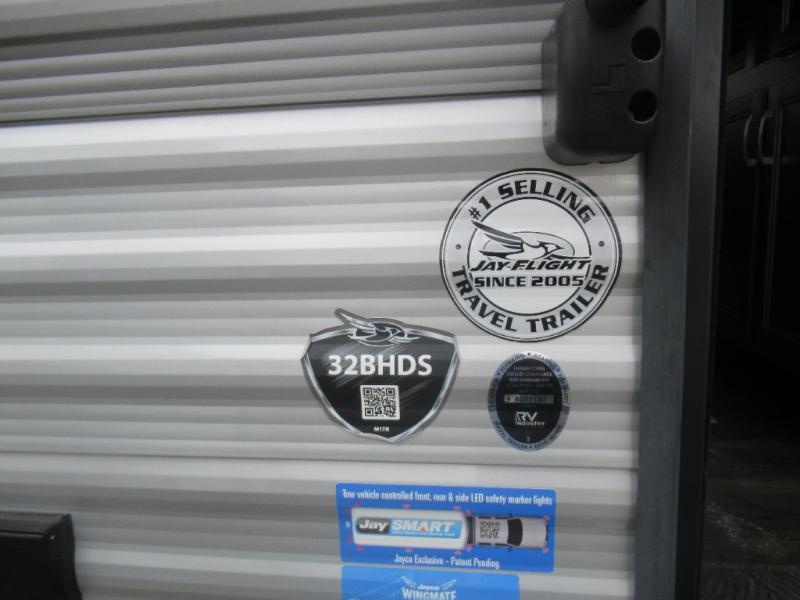 #1 SELLING
JAY-FLIGHT
SINCE 2005
TRAVEL TRAILER
32BHDS
M1TR
RV
INDUSTRY
Tow vehicle controlled front, rear & side LED safety marker lights
Jay SMART
Jayco Exclusive - Patent Pending
Jayco
WINGMATE